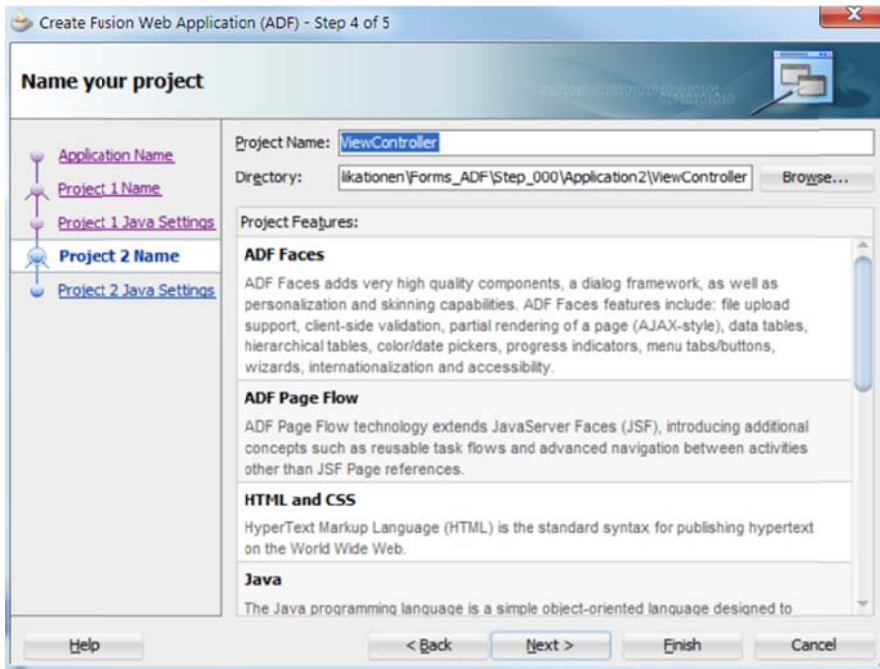 Create Fusion Web Application (ADF) - Step 4 of 5
Name your project
Application Name
Project 1 Name
Project 1 Java Settings
Project 2 Name
Project 2 Java Settings
Project Name: ViewController
Directory: likationen\Forms_ADF\Step_000\Application2\ViewController Browse...
Project Features:
ADF Faces
ADF Faces adds very high quality components, a dialog framework, as well as
personalization and skinning capabilities. ADF Faces features include: file upload
support, client-side validation, partial rendering of a page (AJAX-style), data tables,
hierarchical tables, color/date pickers, progress indicators, menu tabs/buttons,
wizards, internationalization and accessibility.
ADF Page Flow
ADF Page Flow technology extends JavaServer Faces (JSF), introducing additional
concepts such as reusable task flows and advanced navigation between activities
other than JSF Page references.
HTML and CSS
HyperText Markup Language (HTML) is the standard syntax for publishing hypertext
on the World Wide Web.
Java
The Java programming language is a simple object-oriented language designed to
Help < Back Next > Finish Cancel